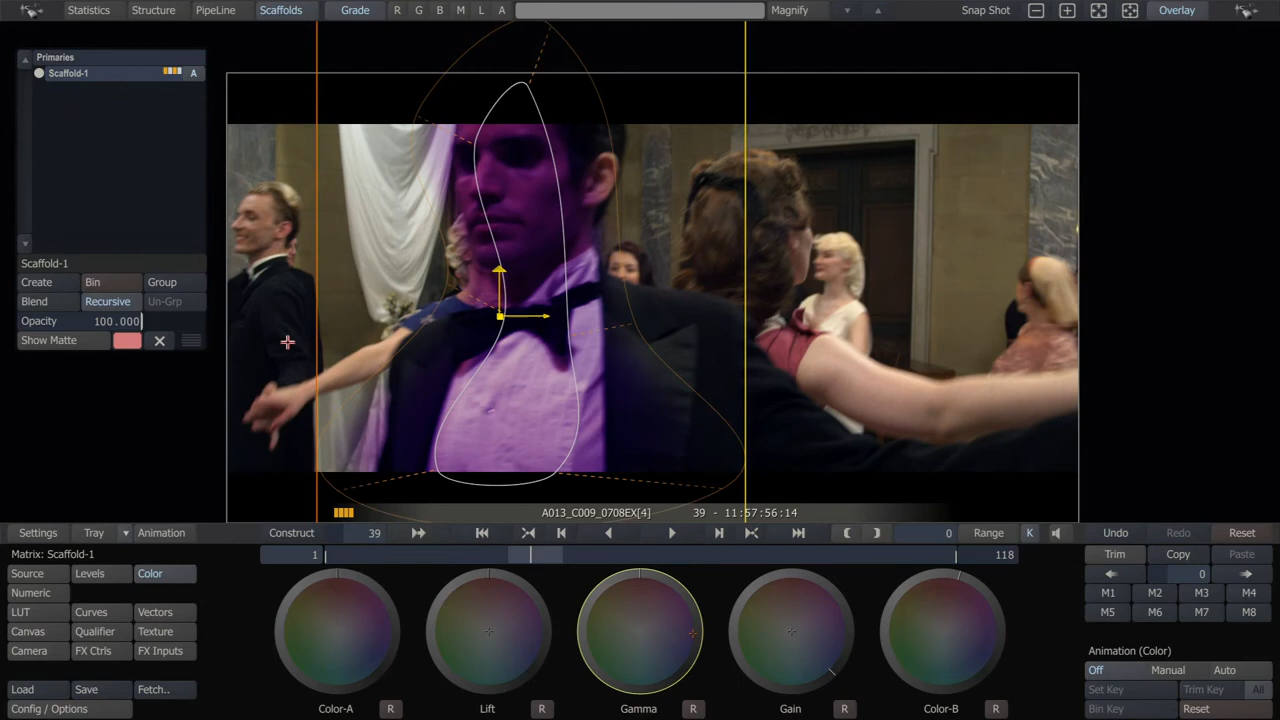 Statistics Structure PipeLine Scaffolds Grade R G B M L A Magnify Snap Shot Overlay
Primaries
Scaffold-1 A
Scaffold-1
Create Bin Group
Blend Recursive Un-Grp
Opacity 100.000
Show Matte
A013_C009_0708EX[4] 39 - 11:57:56:14
Settings Tray Animation Construct 39 0 Range K Undo Redo Reset
Matrix: Scaffold-1 1 118 Trim Copy Paste
Source Levels Color 0
Numeric M1 M2 M3 M4
LUT Curves Vectors M5 M6 M7 M8
Canvas Qualifier Texture
Camera FX Ctrls FX Inputs Animation (Color)
Off Manual Auto
Load Save Fetch.. Set Key Trim Key All
Config / Options Color-A R Lift R Gamma R Gain R Color-B R Bin Key Reset